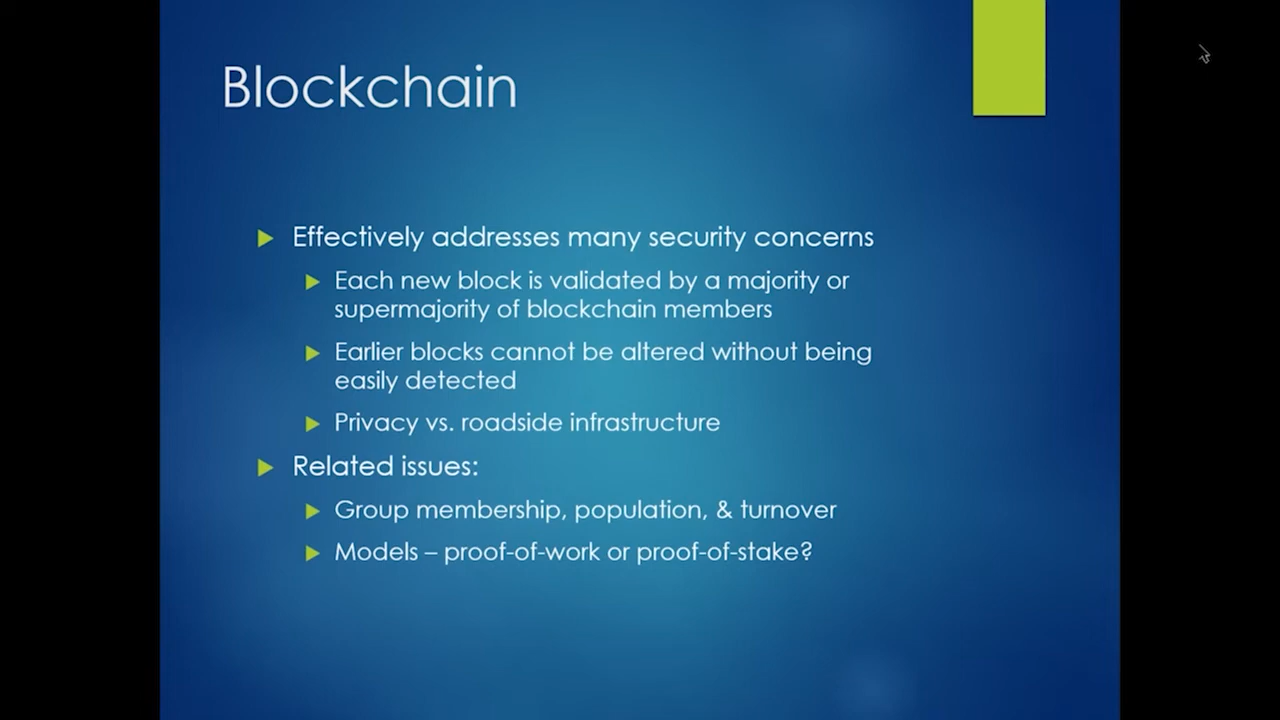 Blockchain
Effectively addresses many security concerns
Each new block is validated by a majority or
supermajority of blockchain members
Earlier blocks cannot be altered without being
easily detected
Privacy vs. roadside infrastructure
Related issues:
Group membership, population, & turnover
Models – proof-of-work or proof-of-stake?